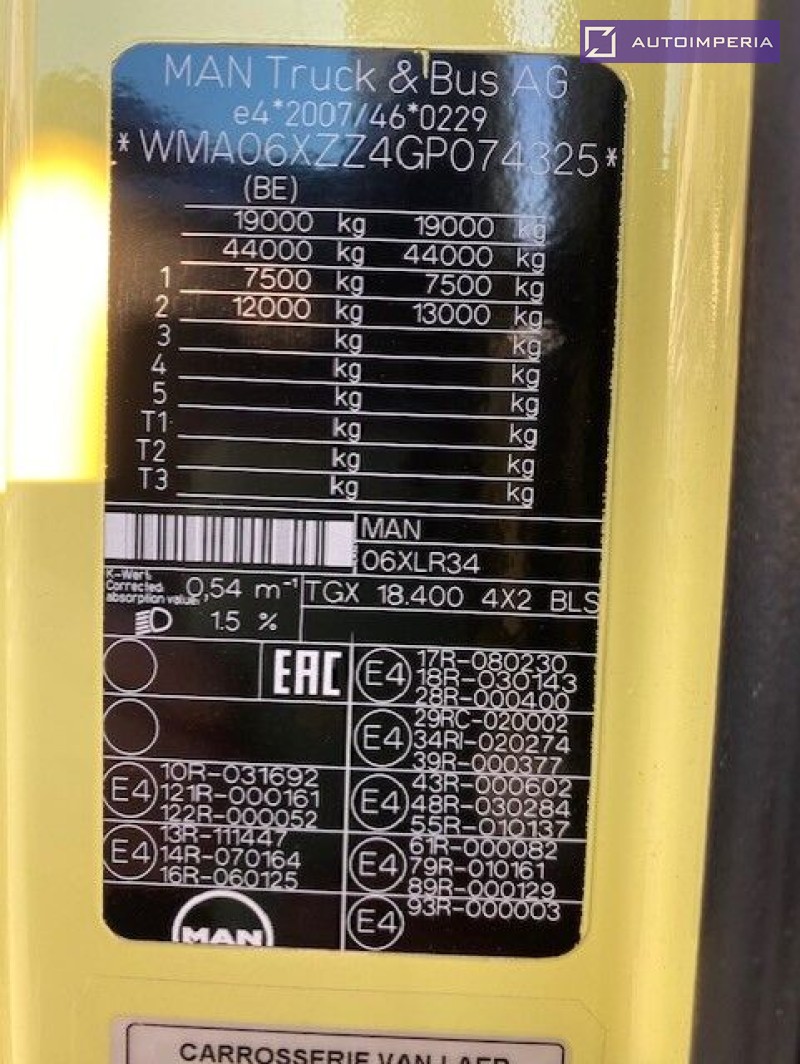 AUTOIMPERIA
MAN Truck & Bus AG
e4*2007/46*0229
*WMA06XZZ4GP074325*
(BE)
19000 kg 19000 kg
44000 kg 44000 kg
1 7500 kg 7500 kg
2 12000 kg 13000 kg
3 kg kg
4 kg kg
5 kg kg
T1 kg kg
T2 kg kg
T3 kg kg
MAN
06XLR34
K-Wert
Corrected
absorption value
0,54 m⁻¹
TGX 18.400 4X2 BLS
1.5 %
EAC
E4
17R-080230
18R-030143
28R-000400
E4
29RC-020002
34RI-020274
39R-000377
E4
10R-031692
121R-000161
122R-000052
E4
43R-000602
48R-030284
55R-010137
E4
13R-111447
14R-070164
16R-060125
E4
61R-000082
79R-010161
89R-000129
E4
93R-000003
MAN
CARROSSERIE VAN LAER